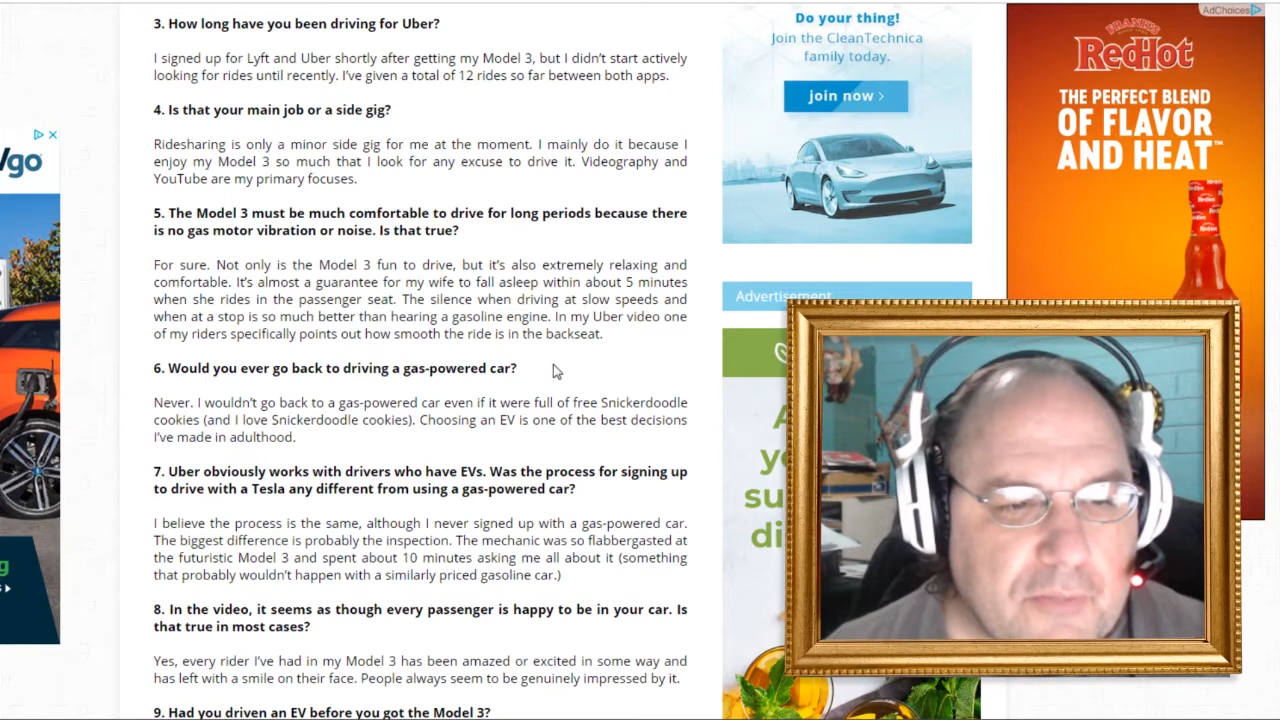 3. How long have you been driving for Uber?
I signed up for Lyft and Uber shortly after getting my Model 3, but I didn't start actively
looking for rides until recently. I've given a total of 12 rides so far between both apps.
4. Is that your main job or a side gig?
Ridesharing is only a minor side gig for me at the moment. I mainly do it because I
enjoy my Model 3 so much that I look for any excuse to drive it. Videography and
YouTube are my primary focuses.
5. The Model 3 must be much comfortable to drive for long periods because there
is no gas motor vibration or noise. Is that true?
For sure. Not only is the Model 3 fun to drive, but it's also extremely relaxing and
comfortable. It's almost a guarantee for my wife to fall asleep within about 5 minutes
when she rides in the passenger seat. The silence when driving at slow speeds and
when at a stop is so much better than hearing a gasoline engine. In my Uber video one
of my riders specifically points out how smooth the ride is in the backseat.
6. Would you ever go back to driving a gas-powered car?
Never. I wouldn't go back to a gas-powered car even if it were full of free Snickerdoodle
cookies (and I love Snickerdoodle cookies). Choosing an EV is one of the best decisions
I've made in adulthood.
7. Uber obviously works with drivers who have EVs. Was the process for signing up
to drive with a Tesla any different from using a gas-powered car?
I believe the process is the same, although I never signed up with a gas-powered car.
The biggest difference is probably the inspection. The mechanic was so flabbergasted at
the futuristic Model 3 and spent about 10 minutes asking me all about it (something
that probably wouldn't happen with a similarly priced gasoline car.)
8. In the video, it seems as though every passenger is happy to be in your car. Is
that true in most cases?
Yes, every rider I've had in my Model 3 has been amazed or excited in some way and
has left with a smile on their face. People always seem to be genuinely impressed by it.
9. Had you driven an EV before you got the Model 3?
Do your thing!
Join the CleanTechnica
family today.
join now >
Advertisement
AdChoices
FRANK'S
RedHot
THE PERFECT BLEND
OF FLAVOR
AND HEAT™